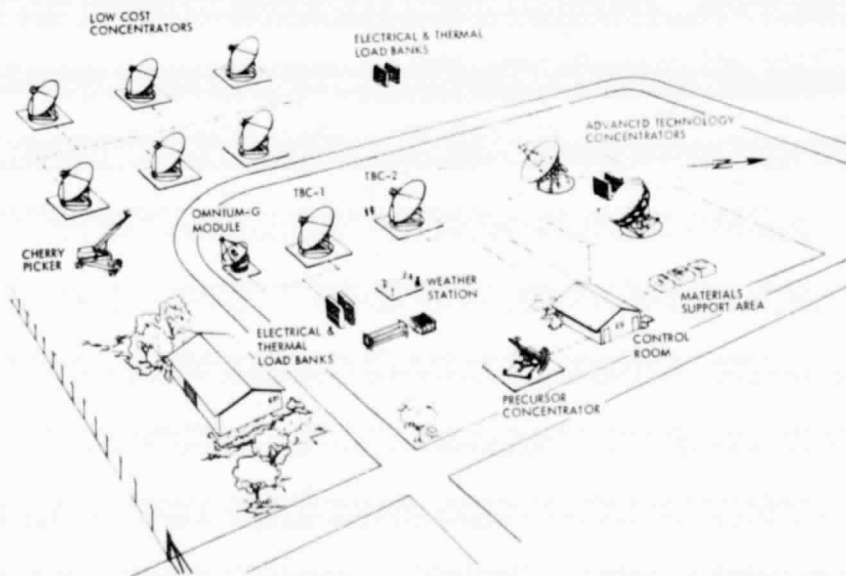 LOW COST
CONCENTRATORS
ELECTRICAL & THERMAL
LOAD BANKS
ADVANCED TECHNOLOGY
CONCENTRATORS
N
TBC-1
TBC-2
OMNIUM-G
MODULE
CHERRY
PICKER
WEATHER
STATION
MATERIALS
SUPPORT AREA
ELECTRICAL &
THERMAL
LOAD BANKS
CONTROL
ROOM
PRECURSOR
CONCENTRATOR